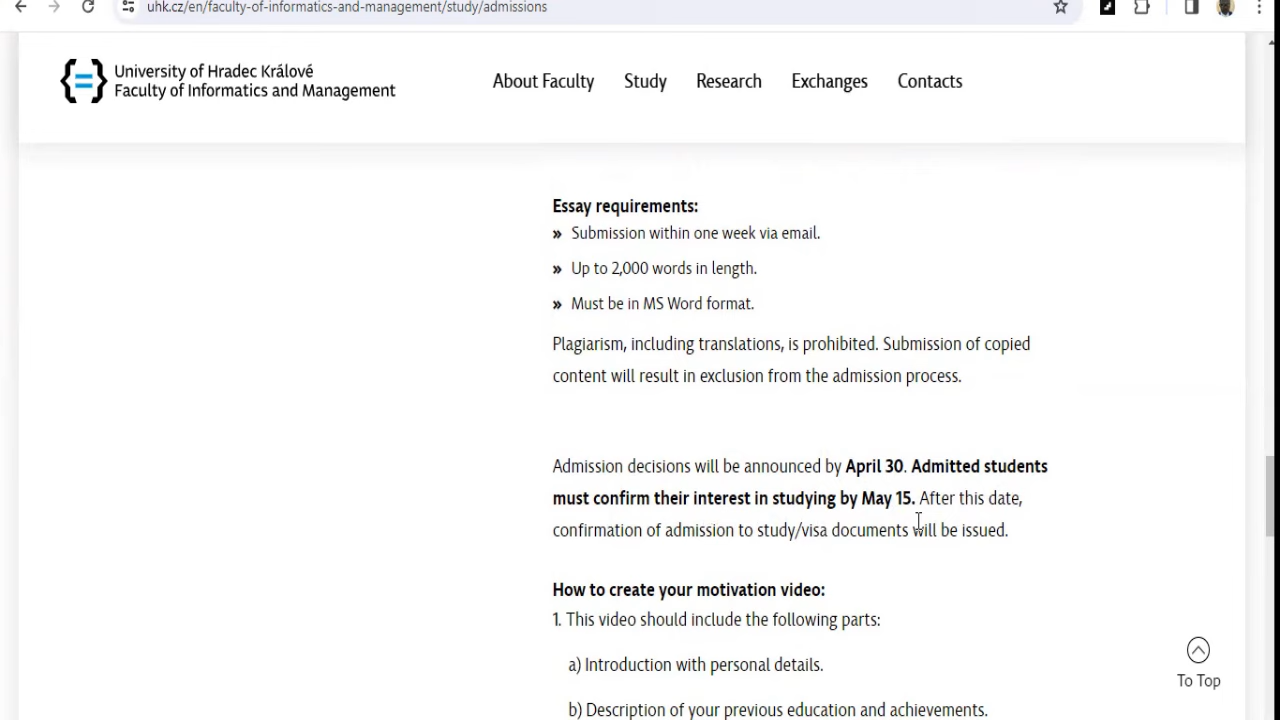 uhk.cz/en/faculty-of-informatics-and-management/study/admissions
University of Hradec Králové
Faculty of Informatics and Management
About Faculty
Study
Research
Exchanges
Contacts
Essay requirements:
» Submission within one week via email.
» Up to 2,000 words in length.
» Must be in MS Word format.
Plagiarism, including translations, is prohibited. Submission of copied
content will result in exclusion from the admission process.
Admission decisions will be announced by April 30. Admitted students
must confirm their interest in studying by May 15. After this date,
confirmation of admission to study/visa documents will be issued.
How to create your motivation video:
1. This video should include the following parts:
a) Introduction with personal details.
To Top
b) Description of your previous education and achievements.